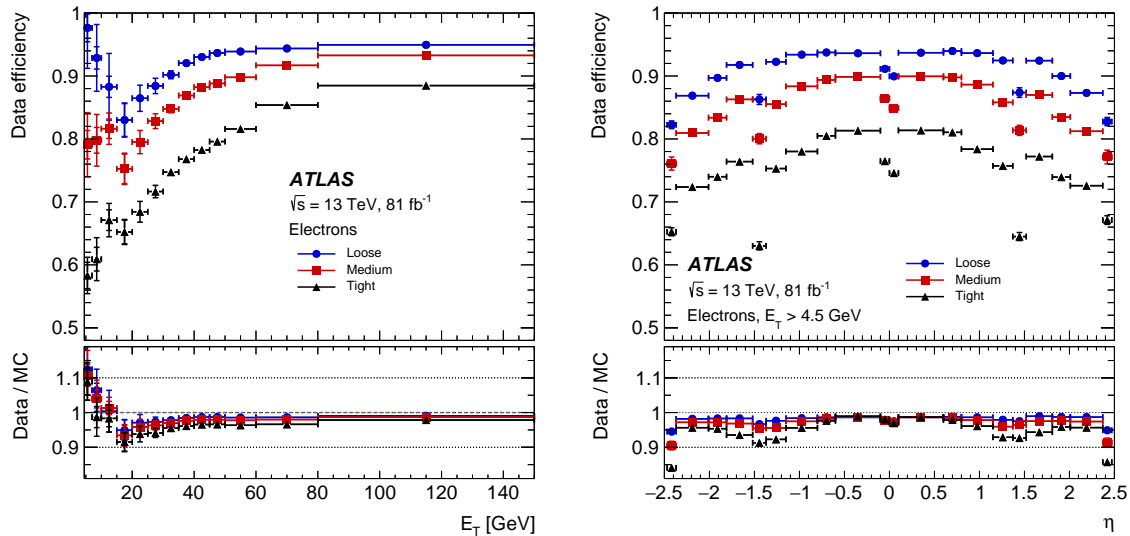 Data efficiency
1
0.9
0.8
0.7
0.6
0.5
ATLAS
√s = 13 TeV, 81 fb⁻¹
Electrons
Loose
Medium
Tight
Data / MC
1.1
1
0.9
20 40 60 80 100 120 140
E_T [GeV]
Data efficiency
1
0.9
0.8
0.7
0.6
0.5
ATLAS
√s = 13 TeV, 81 fb⁻¹
Electrons, E_T > 4.5 GeV
Loose
Medium
Tight
Data / MC
1.1
1
0.9
−2.5 −2 −1.5 −1 −0.5 0 0.5 1 1.5 2 2.5
η